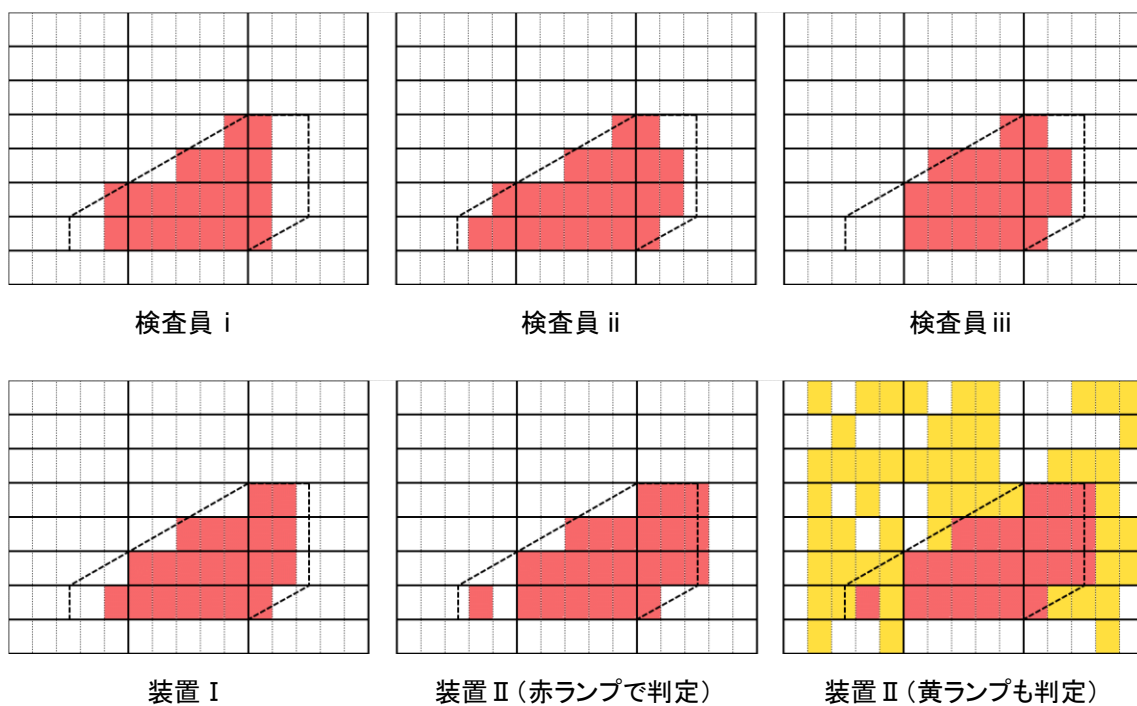 検査員 i
検査員 ii
検査員 iii
装置 I
装置 II（赤ランプで判定）
装置 II（黄ランプも判定）